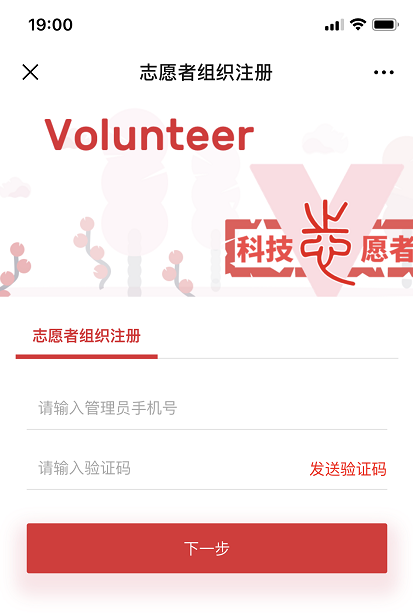 19:00
志愿者组织注册
Volunteer
科技志愿者
志愿者组织注册
请输入管理员手机号
请输入验证码
发送验证码
下一步